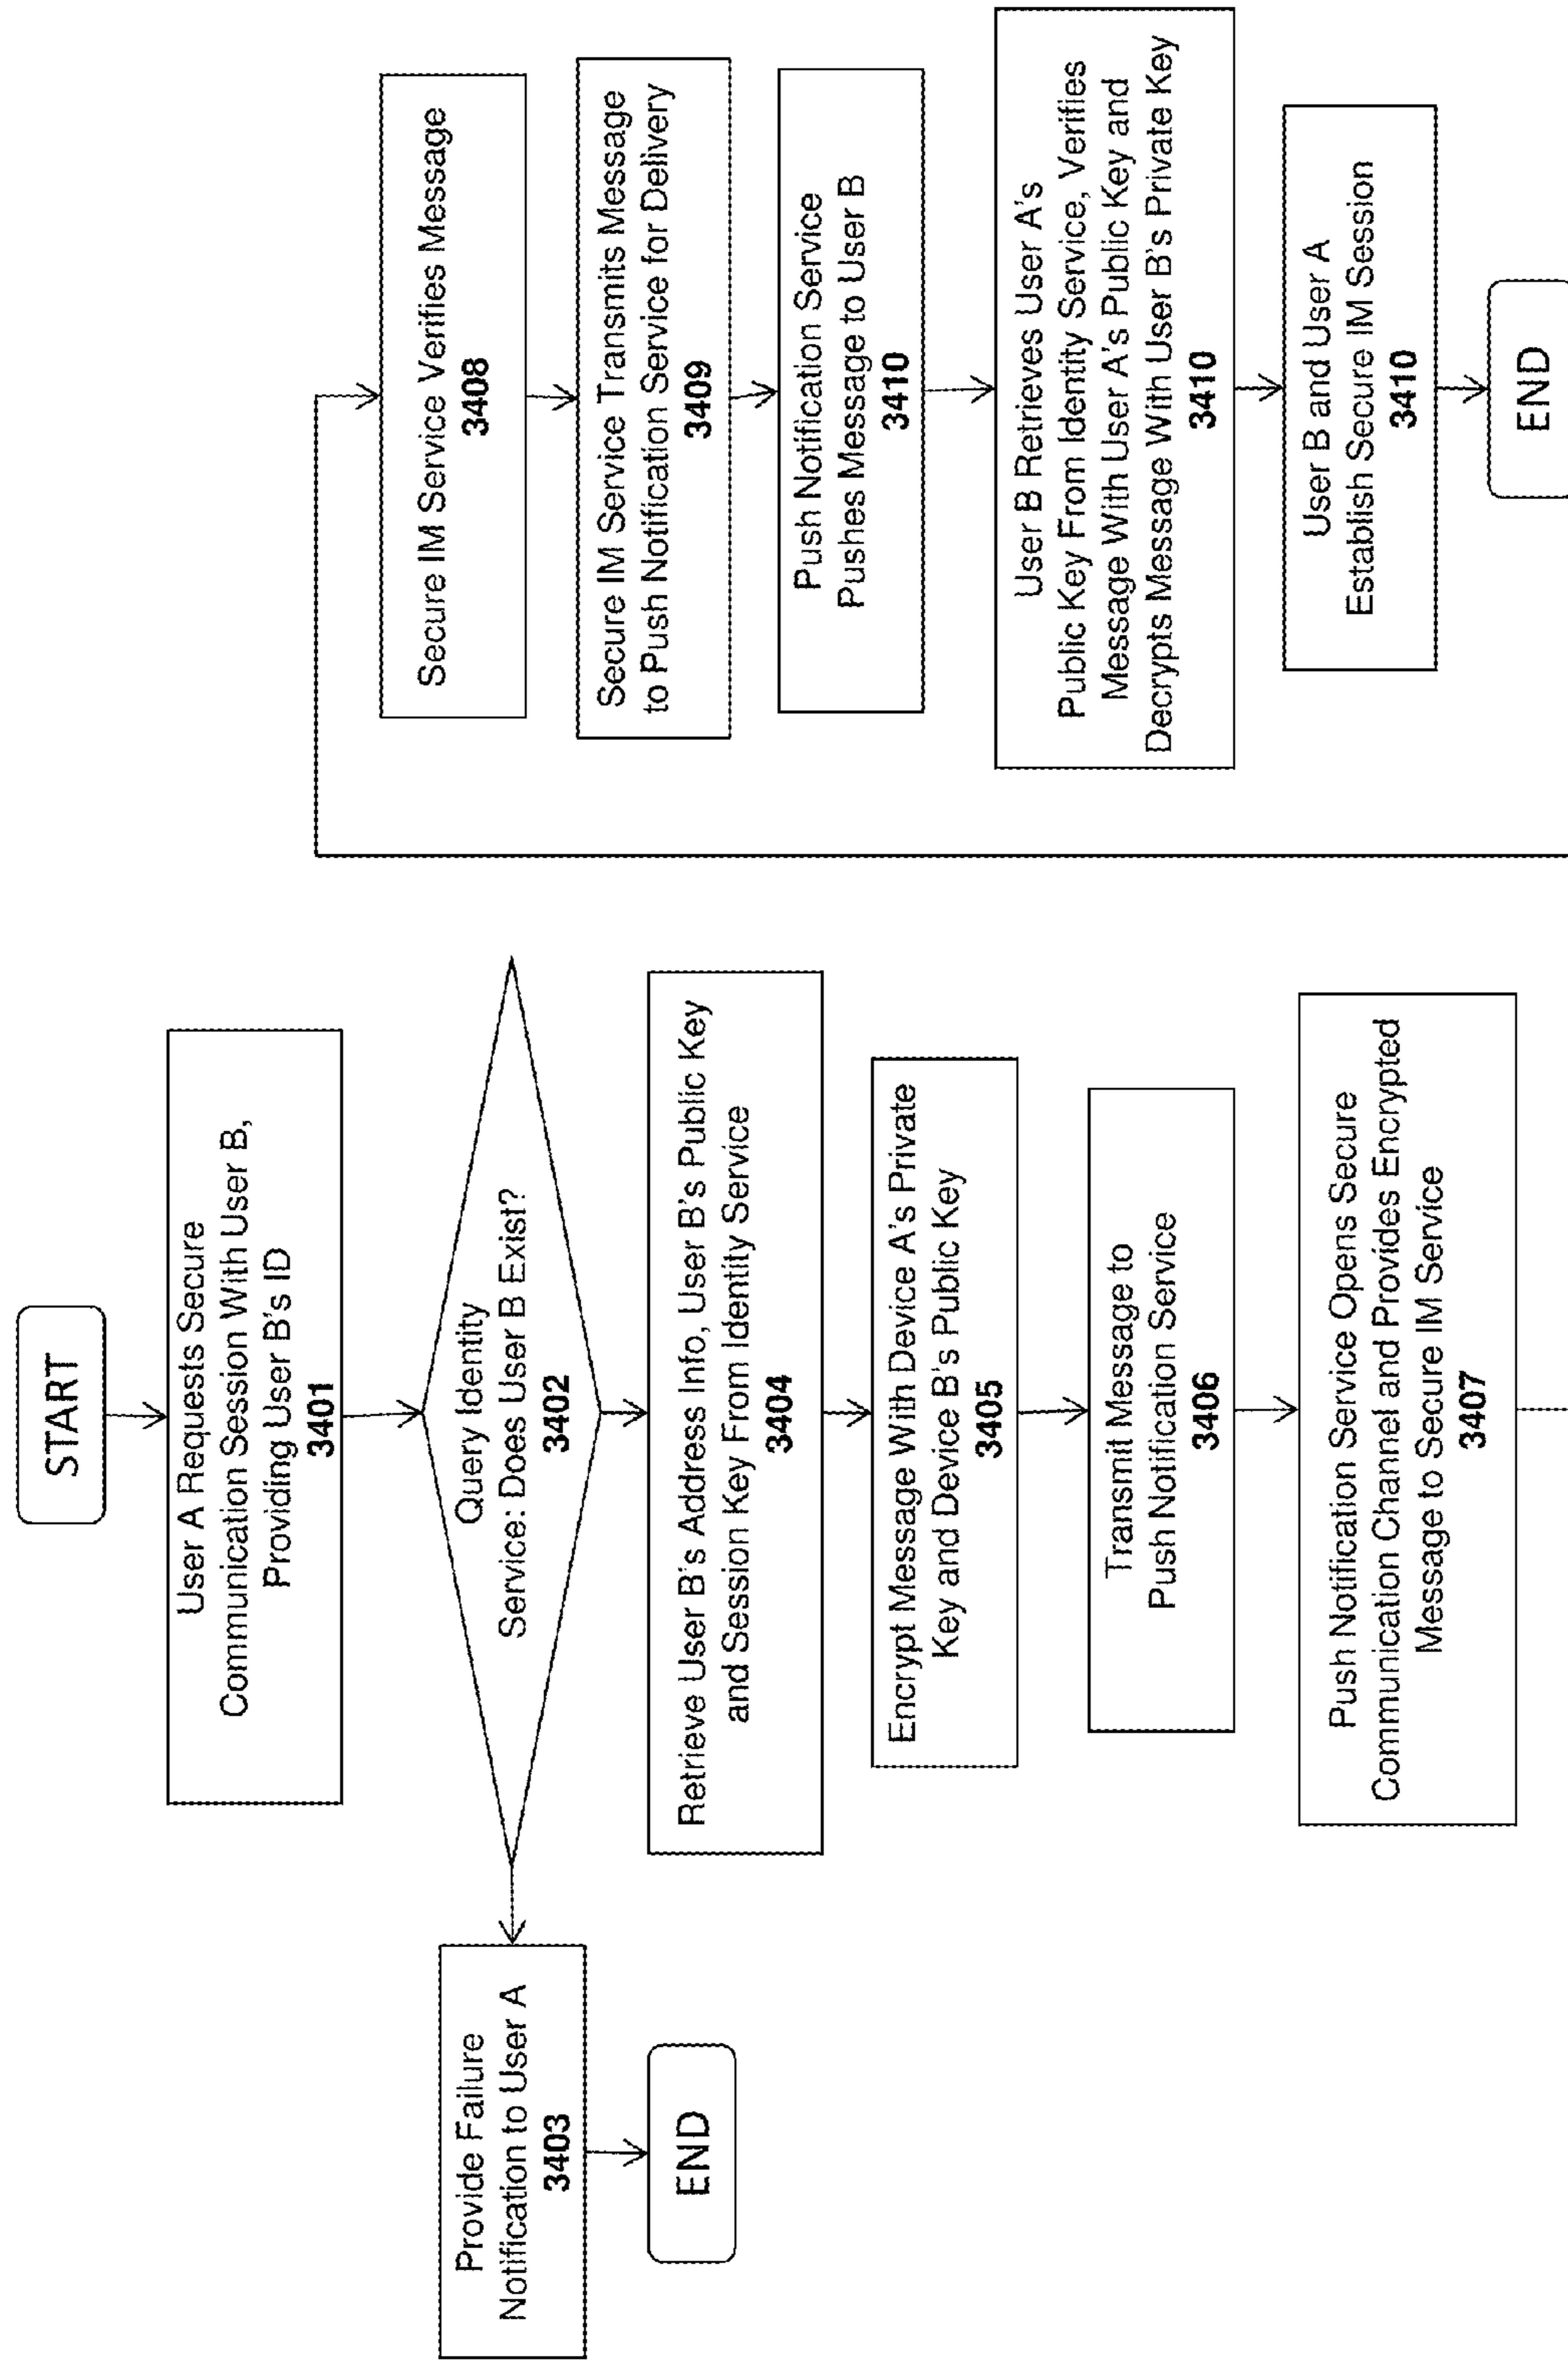 START
User A Requests Secure
Communication Session With User B,
Providing User B's ID
3401
Query Identity
Service: Does User B Exist?
3402
Provide Failure
Notification to User A
3403
END
Retrieve User B's Address Info, User B's Public Key
and Session Key From Identity Service
3404
Encrypt Message With Device A's Private
Key and Device B's Public Key
3405
Transmit Message to
Push Notification Service
3406
Push Notification Service Opens Secure
Communication Channel and Provides Encrypted
Message to Secure IM Service
3407
Secure IM Service Verifies Message
3408
Secure IM Service Transmits Message
to Push Notification Service for Delivery
3409
Push Notification Service
Pushes Message to User B
3410
User B Retrieves User A's
Public Key From Identity Service, Verifies
Message With User A's Public Key and
Decrypts Message With User B's Private Key
3410
User B and User A
Establish Secure IM Session
3410
END